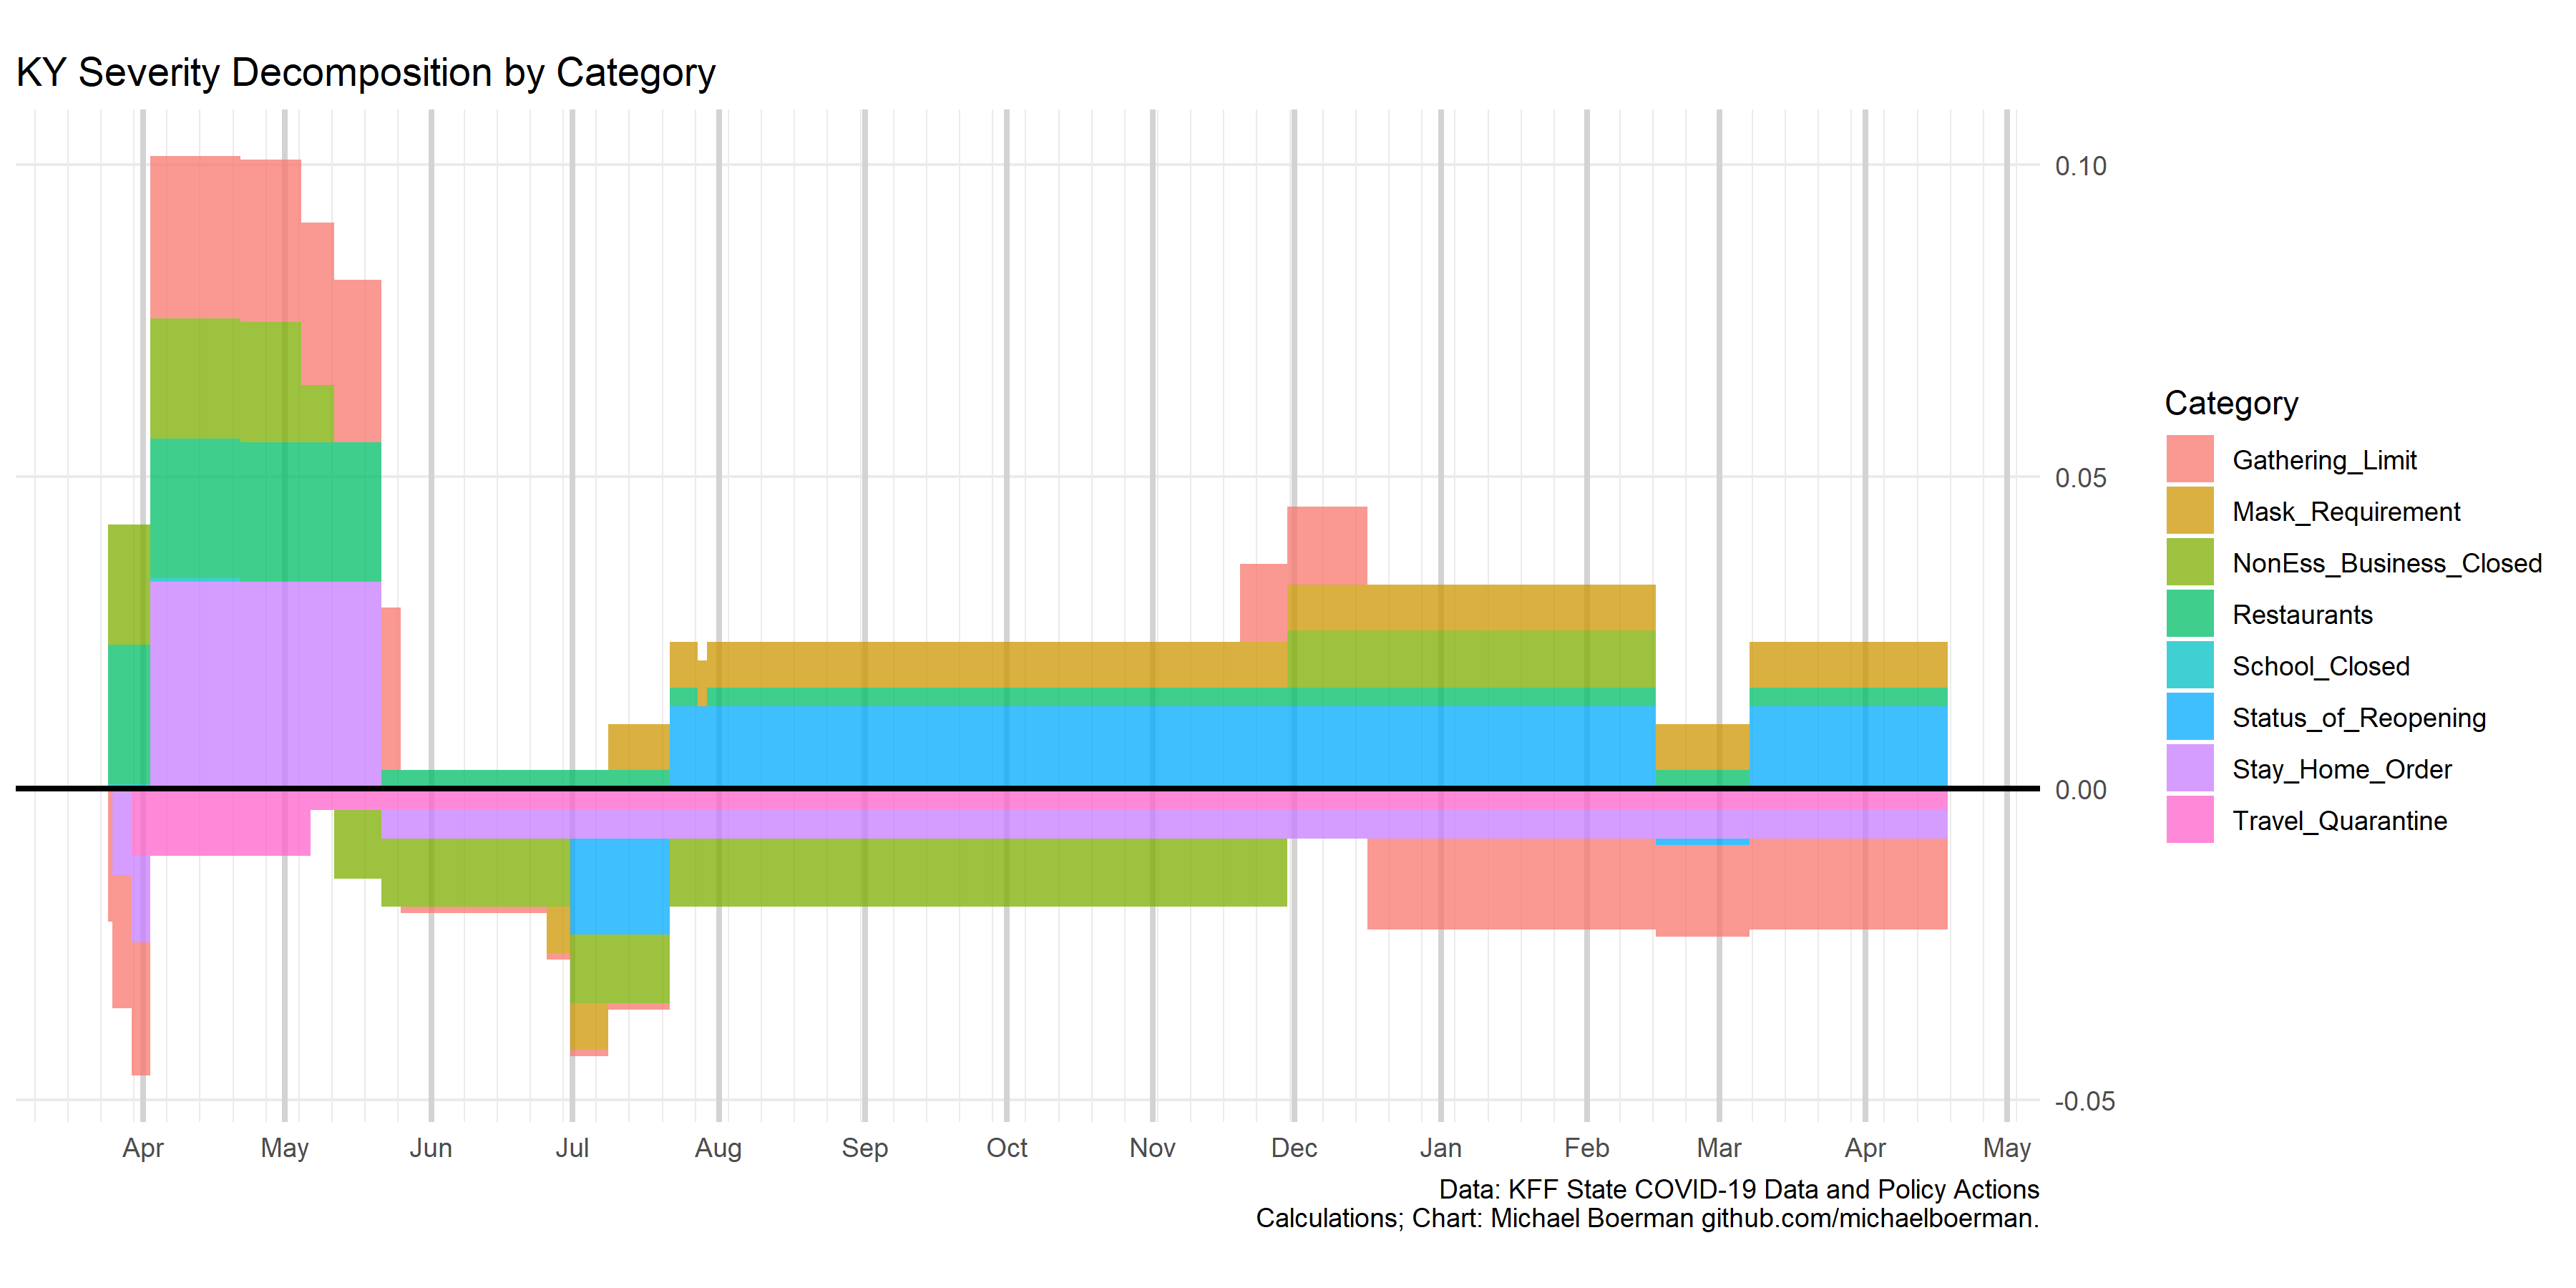 KY Severity Decomposition by Category
0.10
0.05
0.00
-0.05
Apr May Jun Jul Aug Sep Oct Nov Dec Jan Feb Mar Apr May
Data: KFF State COVID-19 Data and Policy Actions
Calculations; Chart: Michael Boerman github.com/michaelboerman.
Category
Gathering_Limit
Mask_Requirement
NonEss_Business_Closed
Restaurants
School_Closed
Status_of_Reopening
Stay_Home_Order
Travel_Quarantine